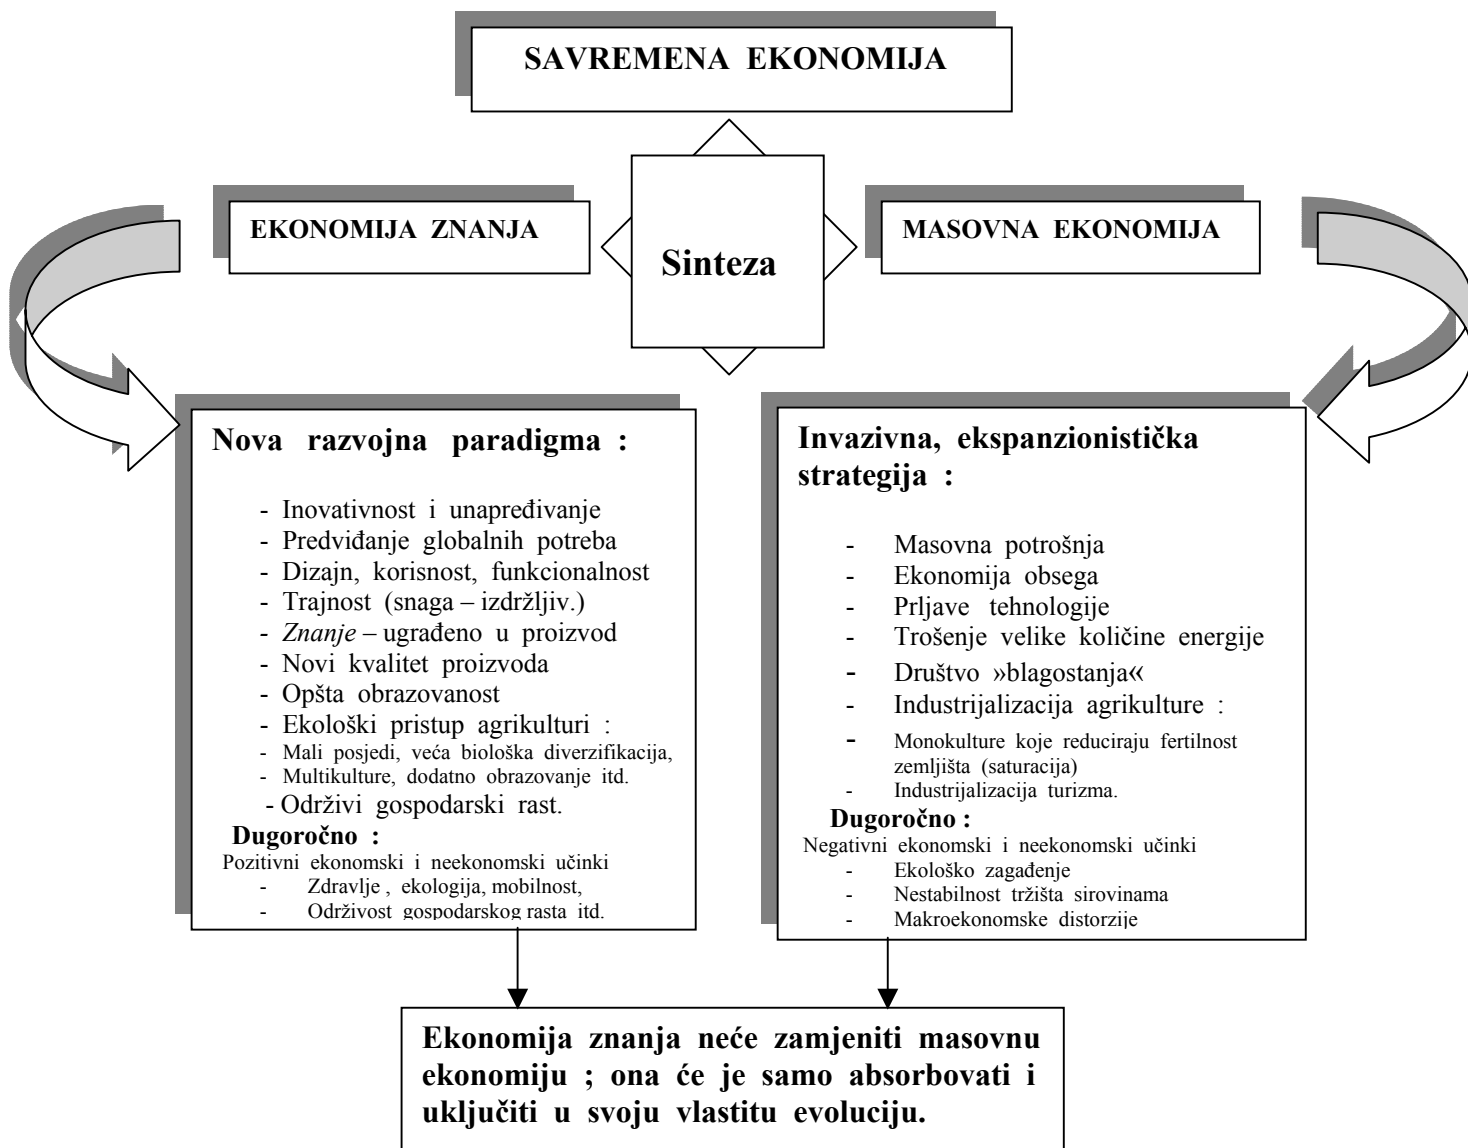 SAVREMENA EKONOMIJA
EKONOMIJA ZNANJA
Sinteza
MASOVNA EKONOMIJA
Nova razvojna paradigma :
- Inovativnost i unapređivanje
- Predviđanje globalnih potreba
- Dizajn, korisnost, funkcionalnost
- Trajnost (snaga – izdržljiv.)
- Znanje – ugrađeno u proizvod
- Novi kvalitet proizvoda
- Opšta obrazovanost
- Ekološki pristup agrikulturi :
- Mali posjedi, veća biološka diverzifikacija,
- Multikulture, dodatno obrazovanje itd.
- Održivi gospodarski rast.
Dugoročno :
Pozitivni ekonomski i neekonomski učinki
- Zdravlje , ekologija, mobilnost,
- Održivost gospodarskog rasta itd.
Invazivna, ekspanzionistička
strategija :
- Masovna potrošnja
- Ekonomija obsega
- Prljave tehnologije
- Trošenje velike količine energije
- Društvo »blagostanja«
- Industrijalizacija agrikulture :
- Monokulture koje reduciraju fertilnost
zemljišta (saturacija)
- Industrijalizacija turizma.
Dugoročno :
Negativni ekonomski i neekonomski učinki
- Ekološko zagađenje
- Nestabilnost tržišta sirovinama
- Makroekonomske distorzije
Ekonomija znanja neće zamjeniti masovnu
ekonomiju ; ona će je samo absorbovati i
uključiti u svoju vlastitu evoluciju.